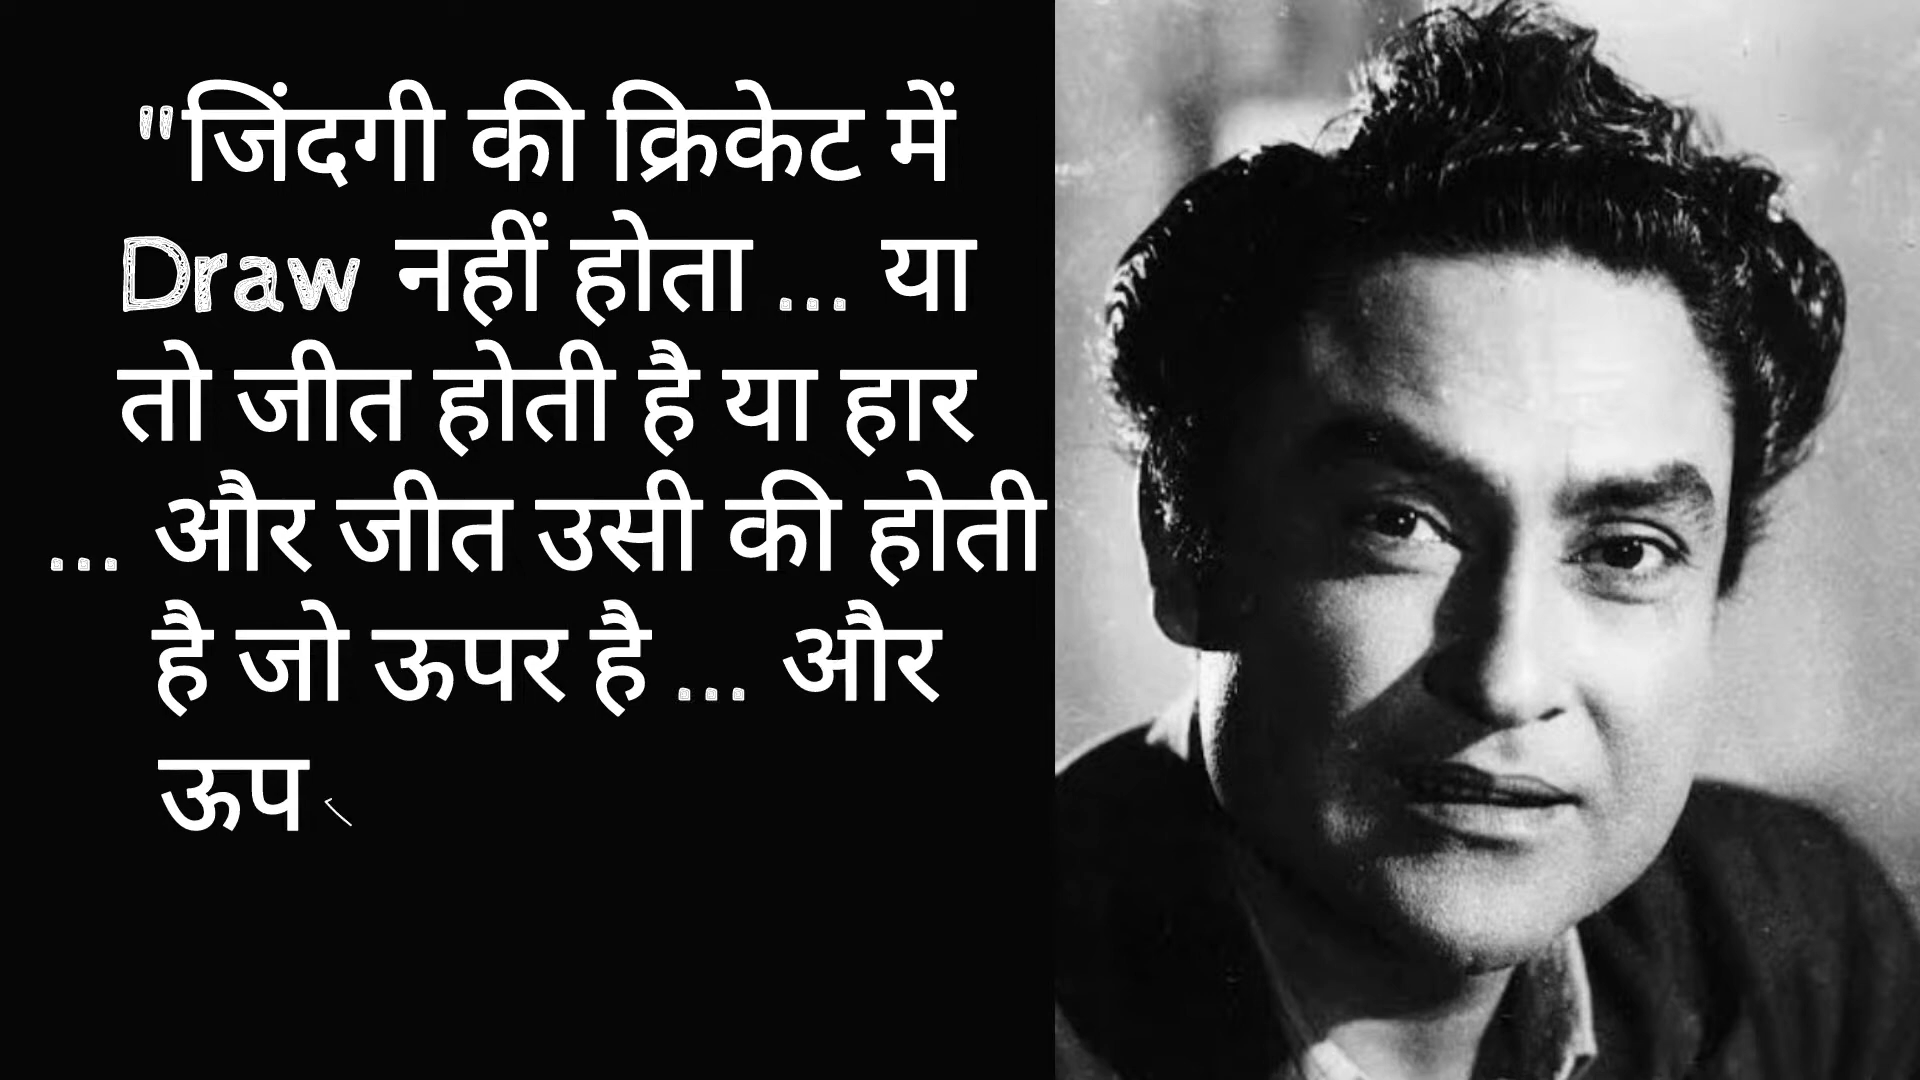 "जिंदगी की क्रिकेट में
Draw नहीं होता ... या
तो जीत होती है या हार
... और जीत उसी की होती
है जो ऊपर है ... और
ऊप